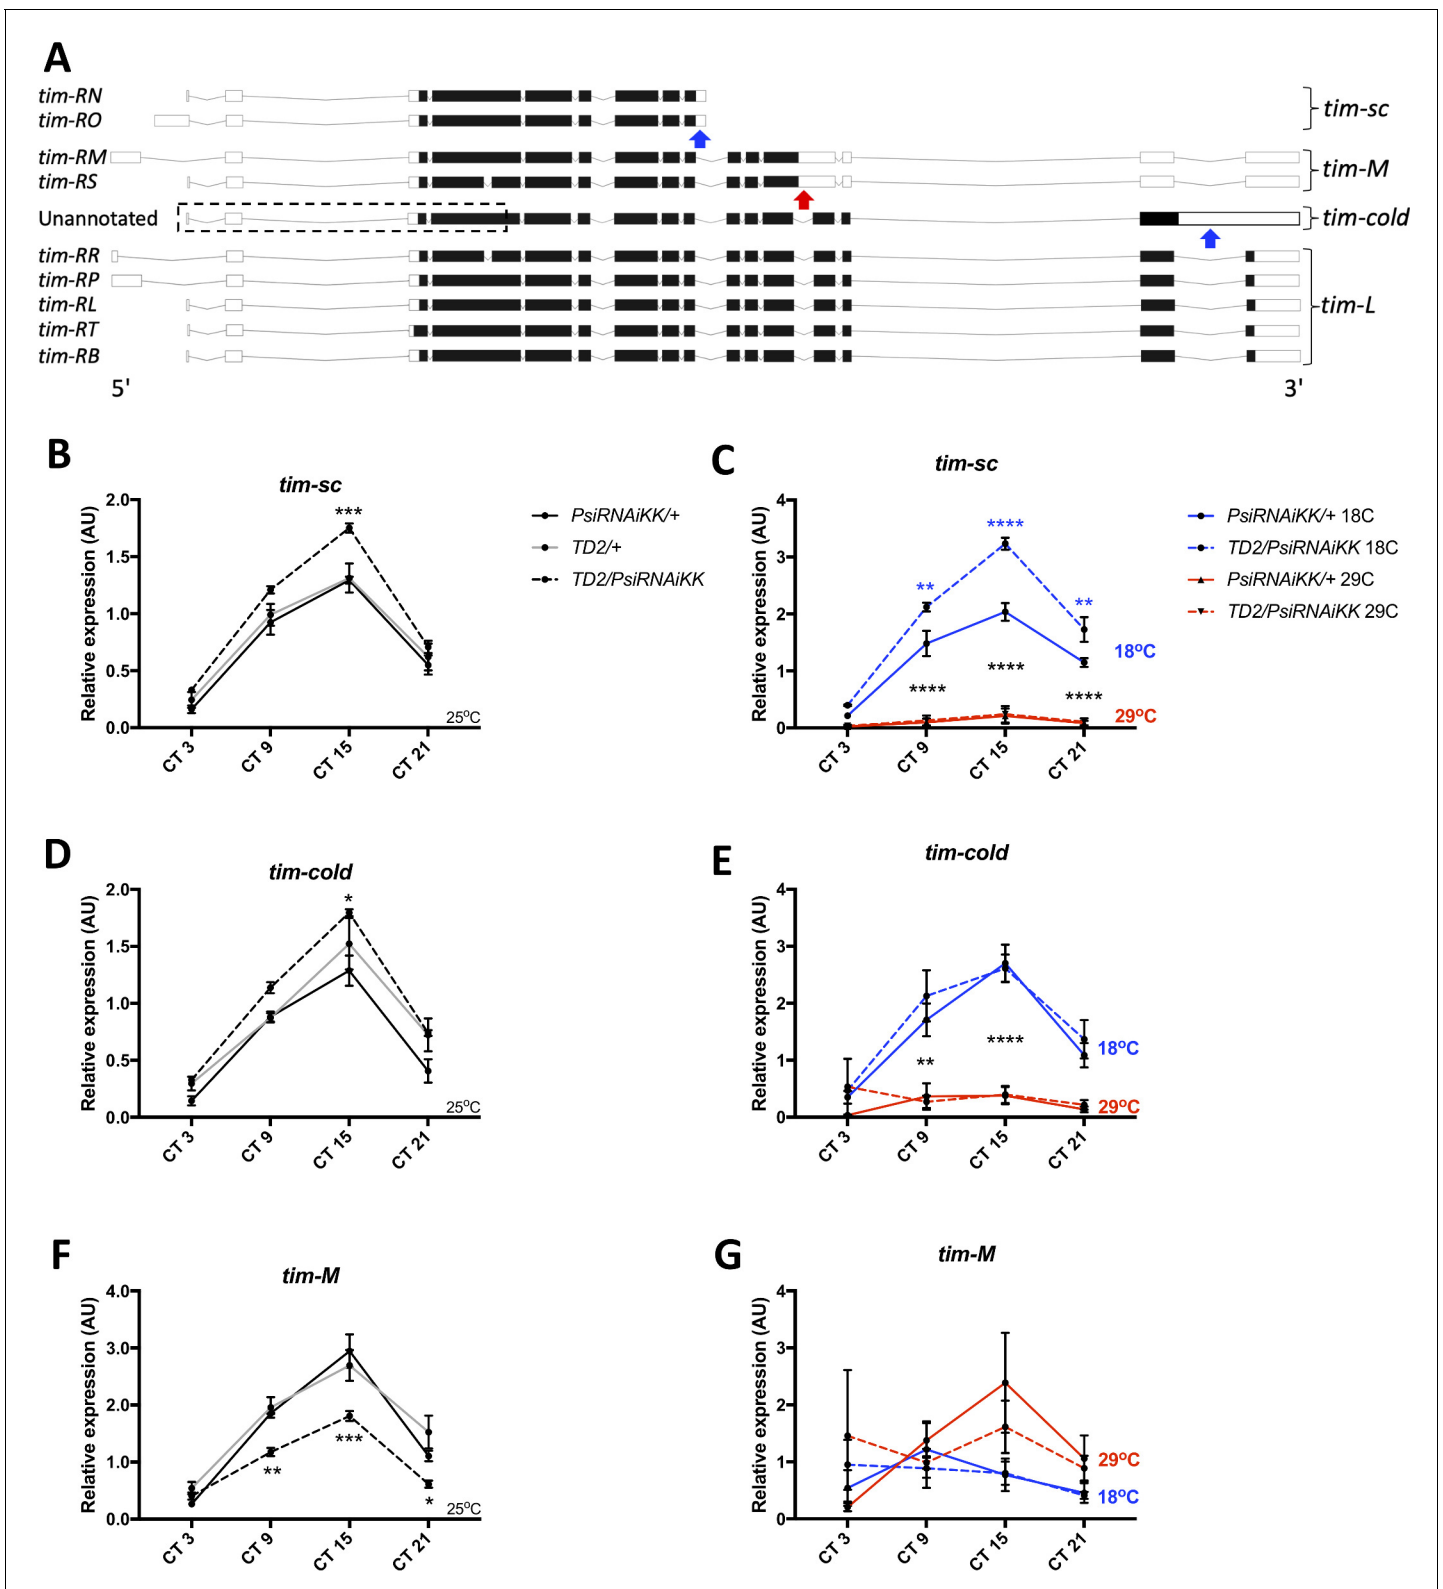 A
tim-RN
tim-RO
tim-sc
tim-RM
tim-RS
tim-M
Unannotated
tim-cold
tim-RR
tim-RP
tim-RL
tim-RT
tim-RB
tim-L
5'
3'
B
tim-sc
Relative expression (AU)
2.0
1.5
1.0
0.5
0.0
***
25°C
CT 3
CT 9
CT 15
CT 21
PsiRNAiKK/+
TD2/+
TD2/PsiRNAiKK
C
tim-sc
Relative expression (AU)
4
3
2
1
0
**
****
**
****
****
****
18°C
29°C
CT 3
CT 9
CT 15
CT 21
PsiRNAiKK/+ 18C
TD2/PsiRNAiKK 18C
PsiRNAiKK/+ 29C
TD2/PsiRNAiKK 29C
D
tim-cold
Relative expression (AU)
2.0
1.5
1.0
0.5
0.0
*
25°C
CT 3
CT 9
CT 15
CT 21
E
tim-cold
Relative expression (AU)
4
3
2
1
0
**
****
18°C
29°C
CT 3
CT 9
CT 15
CT 21
F
tim-M
Relative expression (AU)
4.0
3.0
2.0
1.0
0.0
**
***
*
25°C
CT 3
CT 9
CT 15
CT 21
G
tim-M
Relative expression (AU)
4
3
2
1
0
29°C
18°C
CT 3
CT 9
CT 15
CT 21